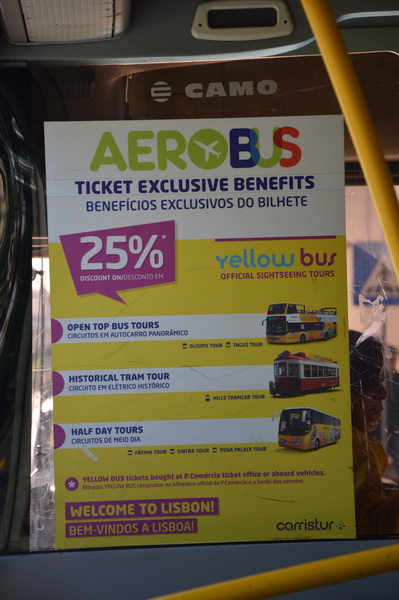 CAMO
AEROBUS
TICKET EXCLUSIVE BENEFITS
BENEFÍCIOS EXCLUSIVOS DO BILHETE
25%*
DISCOUNT ON/DESCONTO EM
yellow bus
OFFICIAL SIGHTSEEING TOURS
OPEN TOP BUS TOURS
CIRCUITOS EM AUTOCARRO PANORÂMICO
OLISIPO TOUR TAGUS TOUR
HISTORICAL TRAM TOUR
CIRCUITO EM ELÉTRICO HISTÓRICO
HILLS TRAMCAR TOUR
HALF DAY TOURS
CIRCUITOS DE MEIO DIA
FÁTIMA TOUR SINTRA TOUR PENA PALACE TOUR
* YELLOW BUS tickets bought at P.Comércio ticket office or aboard vehicles.
Bilhetes YELLOW BUS comprados na bilheteira oficial da P.Comércio e a bordo dos veículos.
WELCOME TO LISBON!
BEM-VINDOS A LISBOA!
carristur